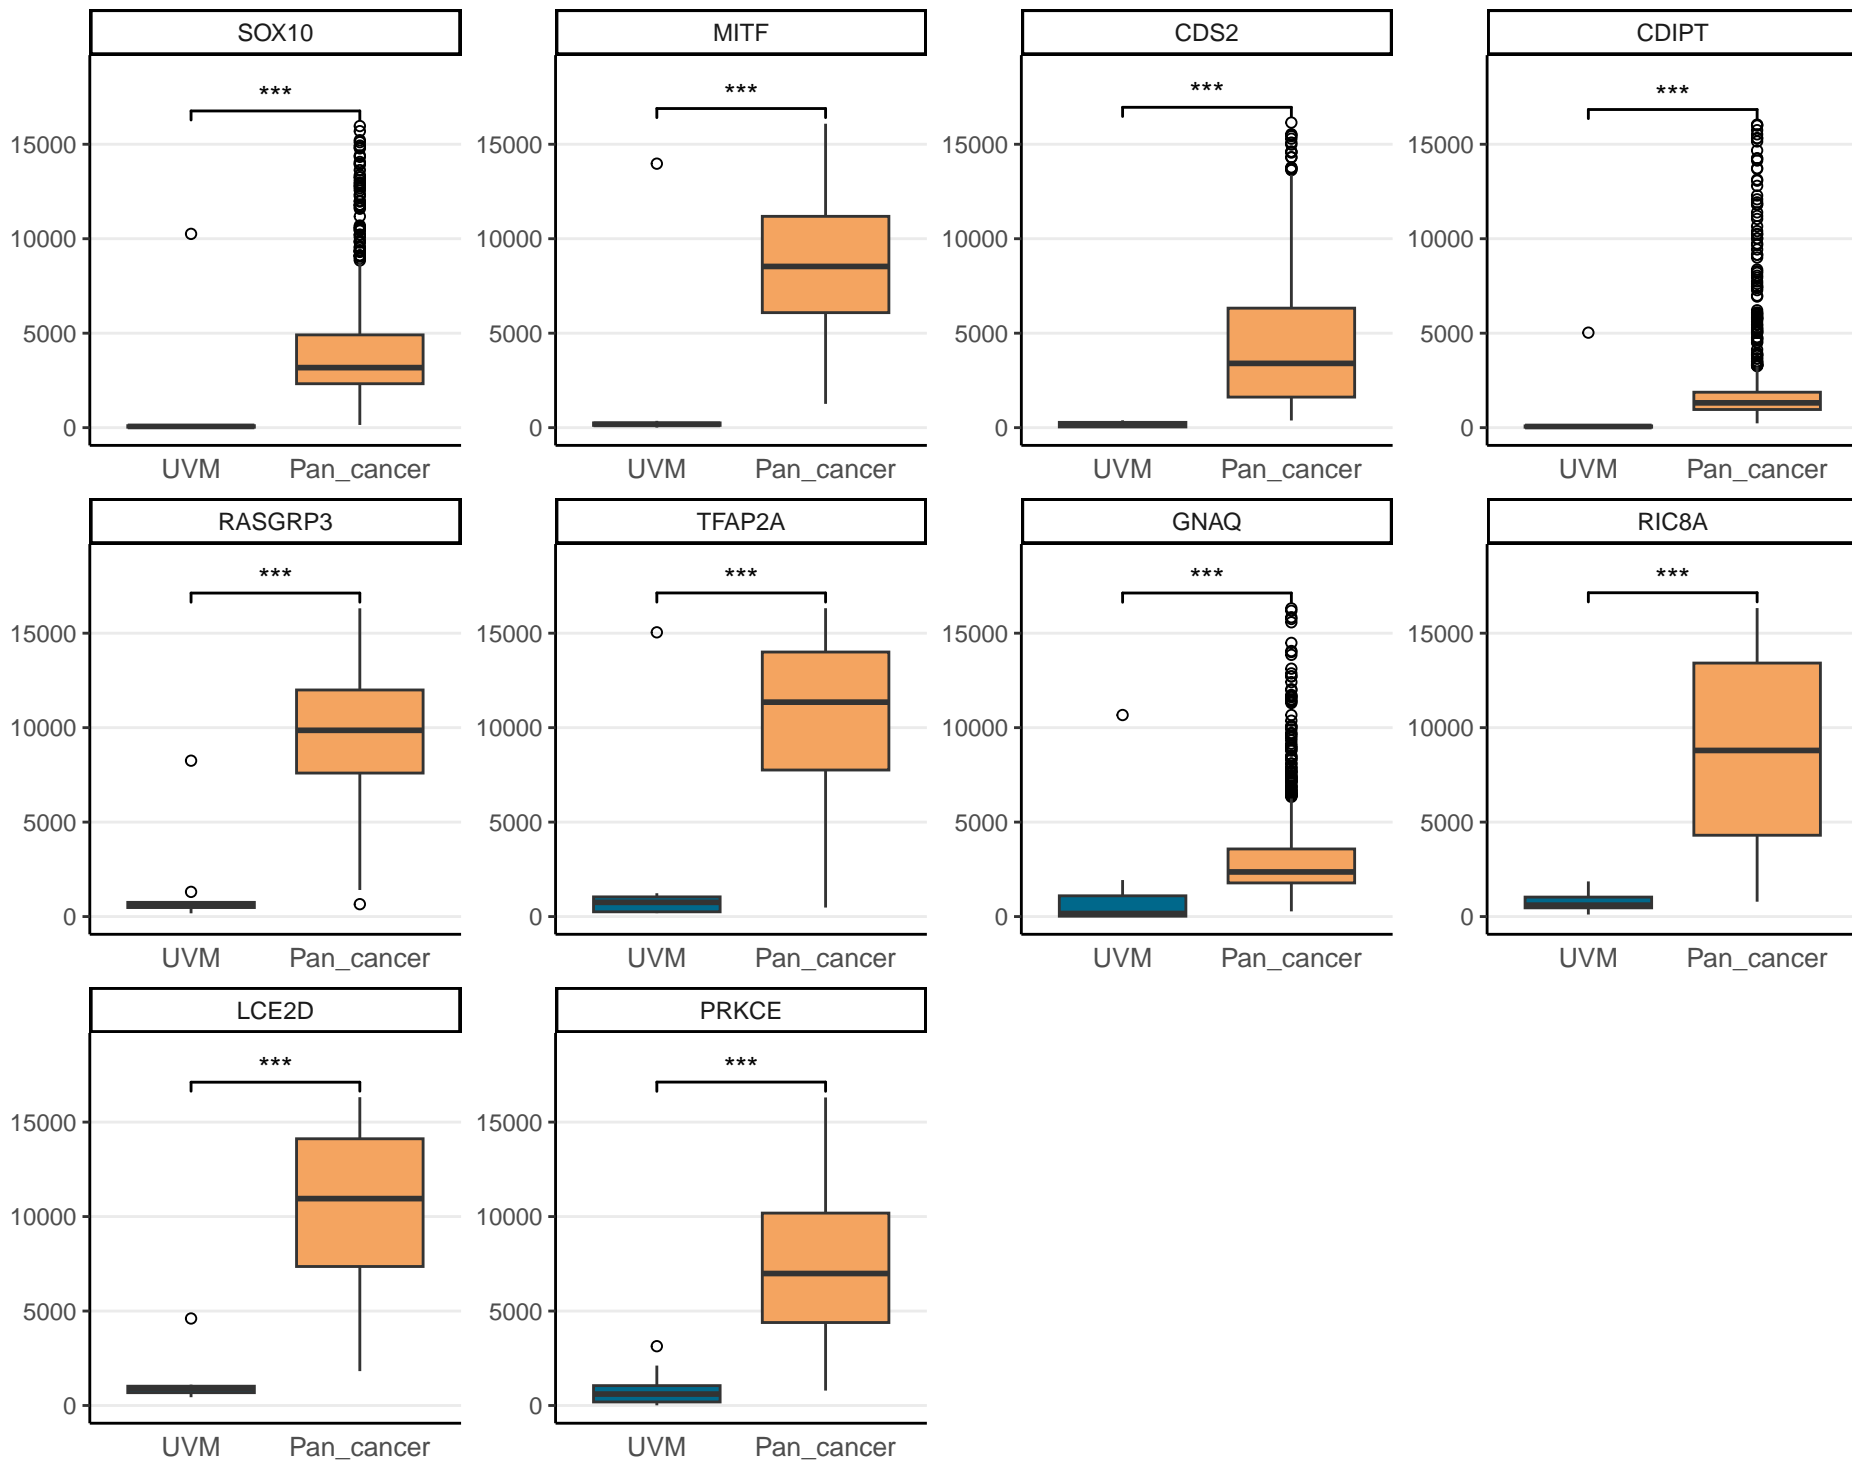 SOX10
MITF
CDS2
CDIPT
*** *** *** ***
15000 15000 15000 15000
10000 10000 10000 10000
5000 5000 5000 5000
0 0 0 0
UVM Pan_cancer UVM Pan_cancer UVM Pan_cancer UVM Pan_cancer
RASGRP3
TFAP2A
GNAQ
RIC8A
*** *** *** ***
15000 15000 15000 15000
10000 10000 10000 10000
5000 5000 5000 5000
0 0 0 0
UVM Pan_cancer UVM Pan_cancer UVM Pan_cancer UVM Pan_cancer
LCE2D
PRKCE
*** ***
15000 15000
10000 10000
5000 5000
0 0
UVM Pan_cancer UVM Pan_cancer